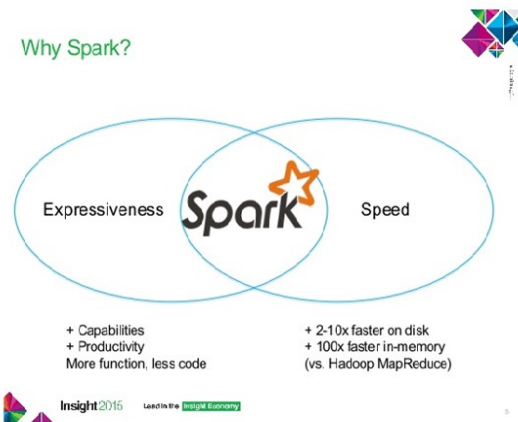 Why Spark?
Expressiveness
Spark
Speed
+ Capabilities
+ Productivity
More function, less code
+ 2-10x faster on disk
+ 100x faster in-memory
(vs. Hadoop MapReduce)
Insight2015
Lead in the Insight Economy